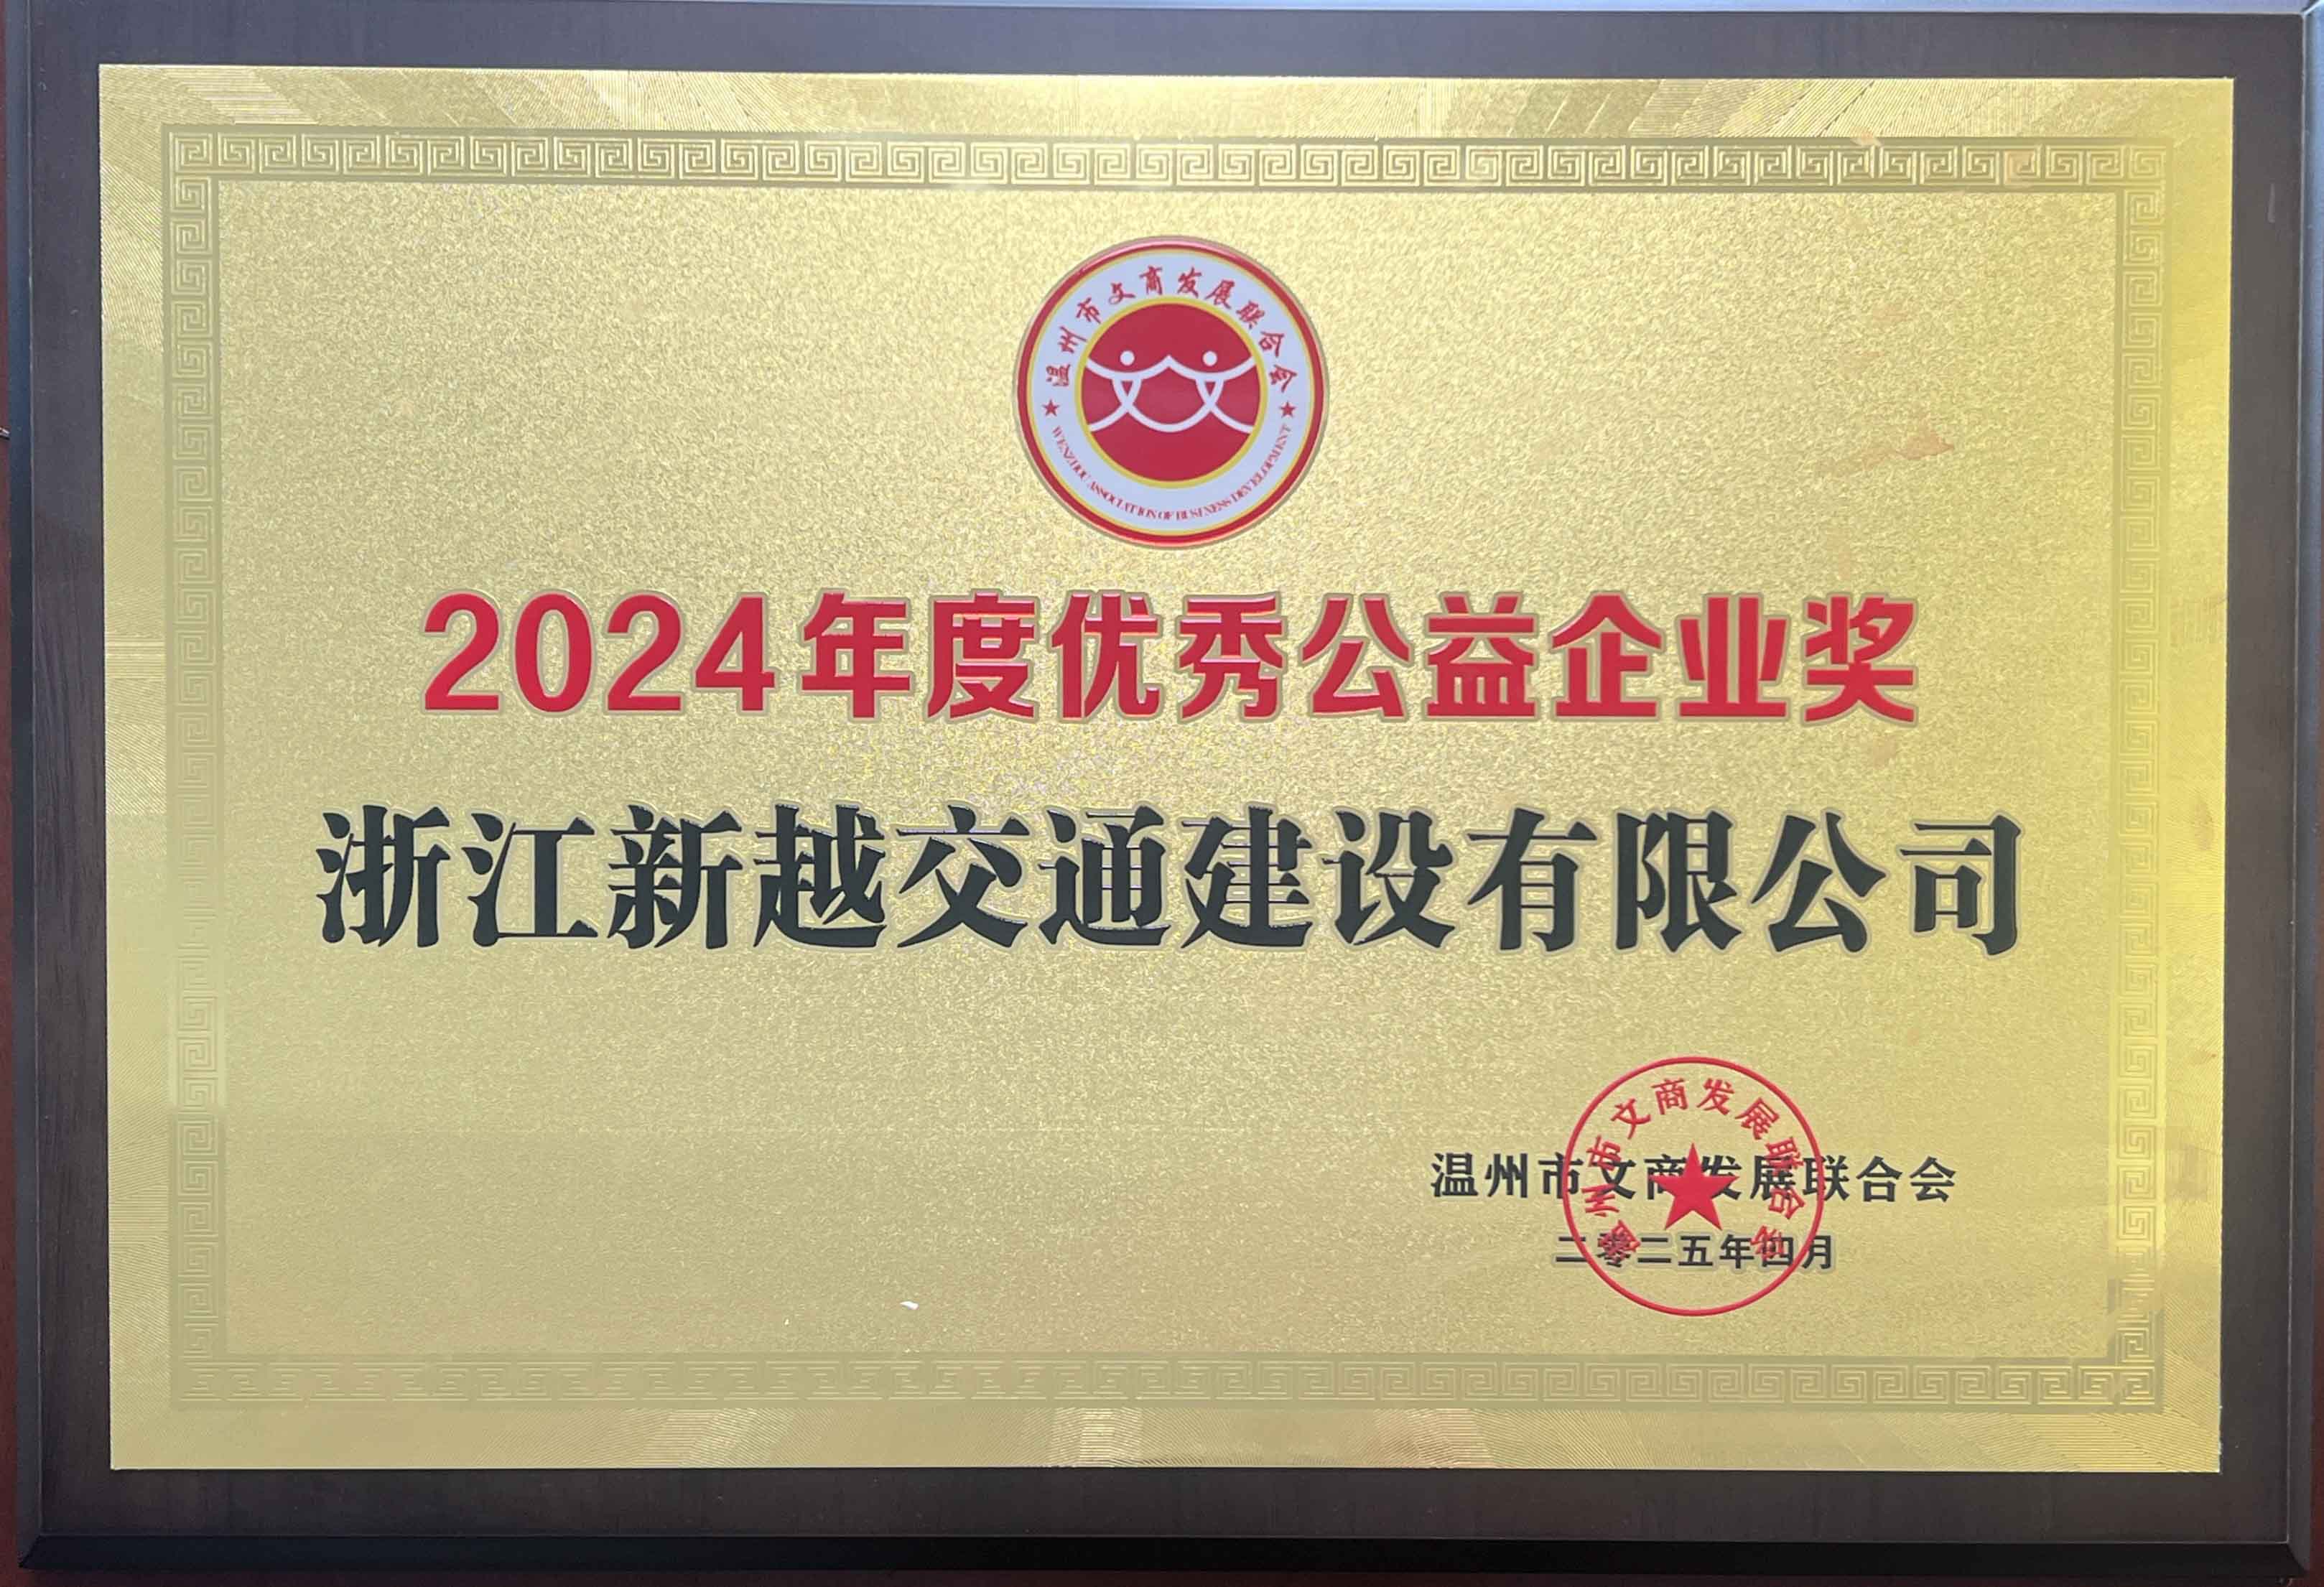 温州市文商发展联合会
WENZHOU ASSOCIATION OF BUSINESS DEVELOPMENT
2024年度优秀公益企业奖
浙江新越交通建设有限公司
温州市文商发展联合会
二零二五年四月
温州市文商发展联合会